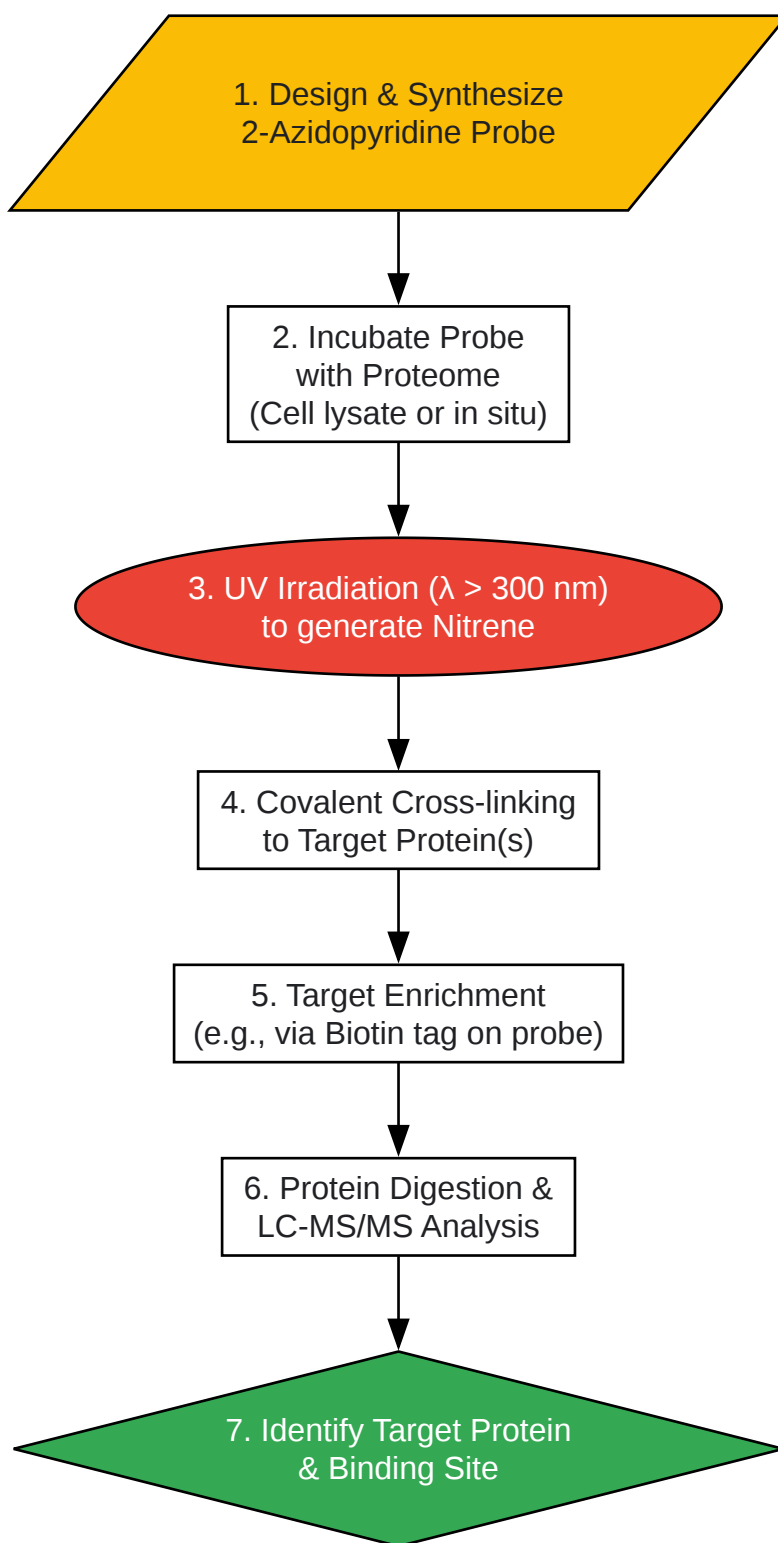 1. Design & Synthesize
2-Azidopyridine Probe
2. Incubate Probe
with Proteome
(Cell lysate or in situ)
3. UV Irradiation (λ > 300 nm)
to generate Nitrene
4. Covalent Cross-linking
to Target Protein(s)
5. Target Enrichment
(e.g., via Biotin tag on probe)
6. Protein Digestion &
LC-MS/MS Analysis
7. Identify Target Protein
& Binding Site